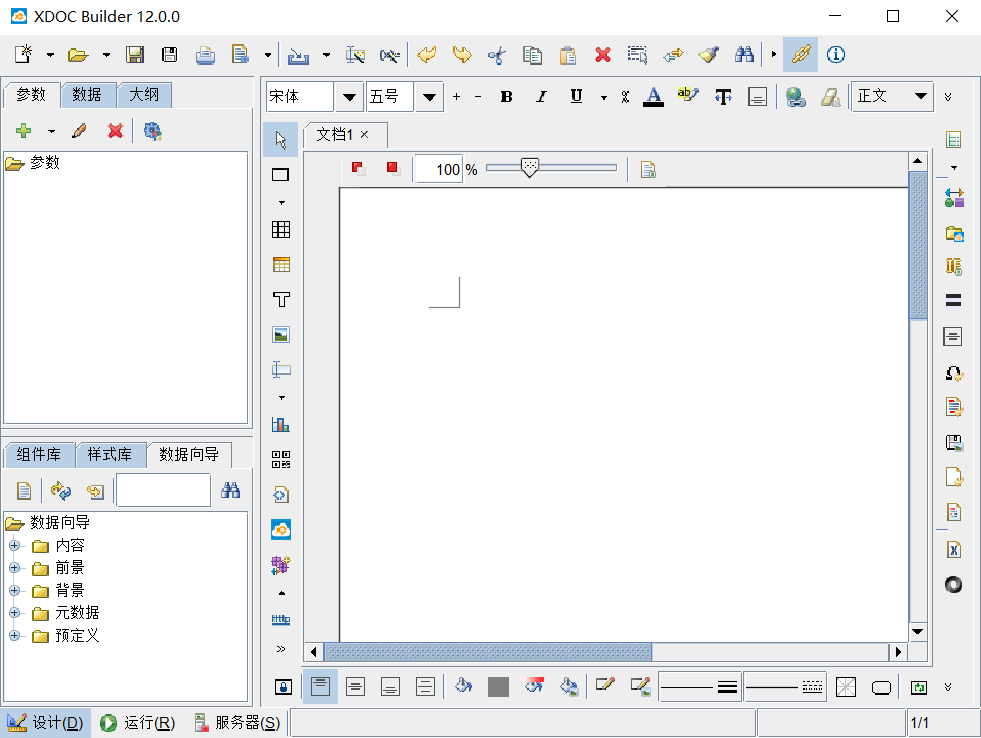 XDOC Builder 12.0.0
参数 数据 大纲
宋体 五号 + - B I U % A ab T 正文
文档1 ×
参数
100 %
组件库 样式库 数据向导
数据向导
内容
前景
背景
元数据
预定义
http
设计(D) 运行(R) 服务器(S) 1/1